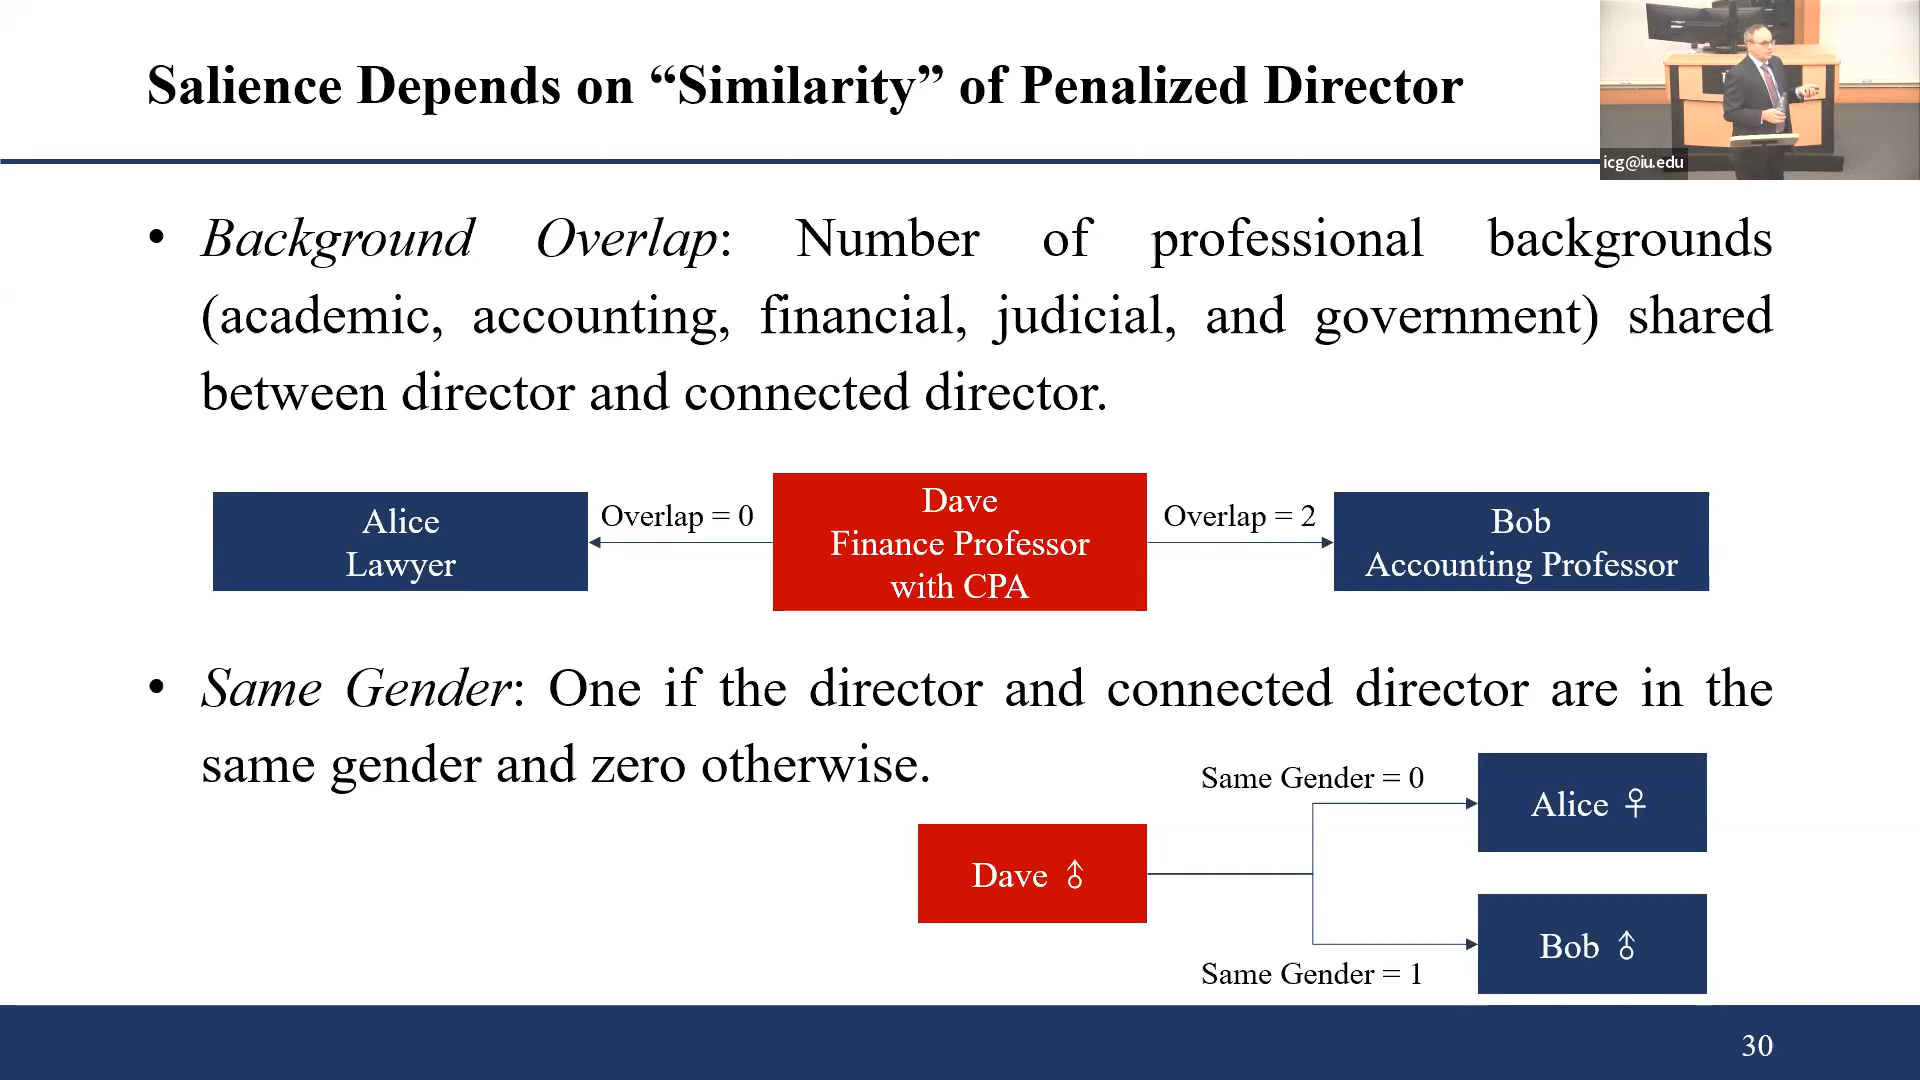 Salience Depends on “Similarity” of Penalized Director
icg@iu.edu
• Background Overlap: Number of professional backgrounds
(academic, accounting, financial, judicial, and government) shared
between director and connected director.
Alice
Lawyer
Overlap = 0
Dave
Finance Professor
with CPA
Overlap = 2
Bob
Accounting Professor
• Same Gender: One if the director and connected director are in the
same gender and zero otherwise.
Same Gender = 0
Alice ♀
Dave ♂
Bob ♂
Same Gender = 1
30